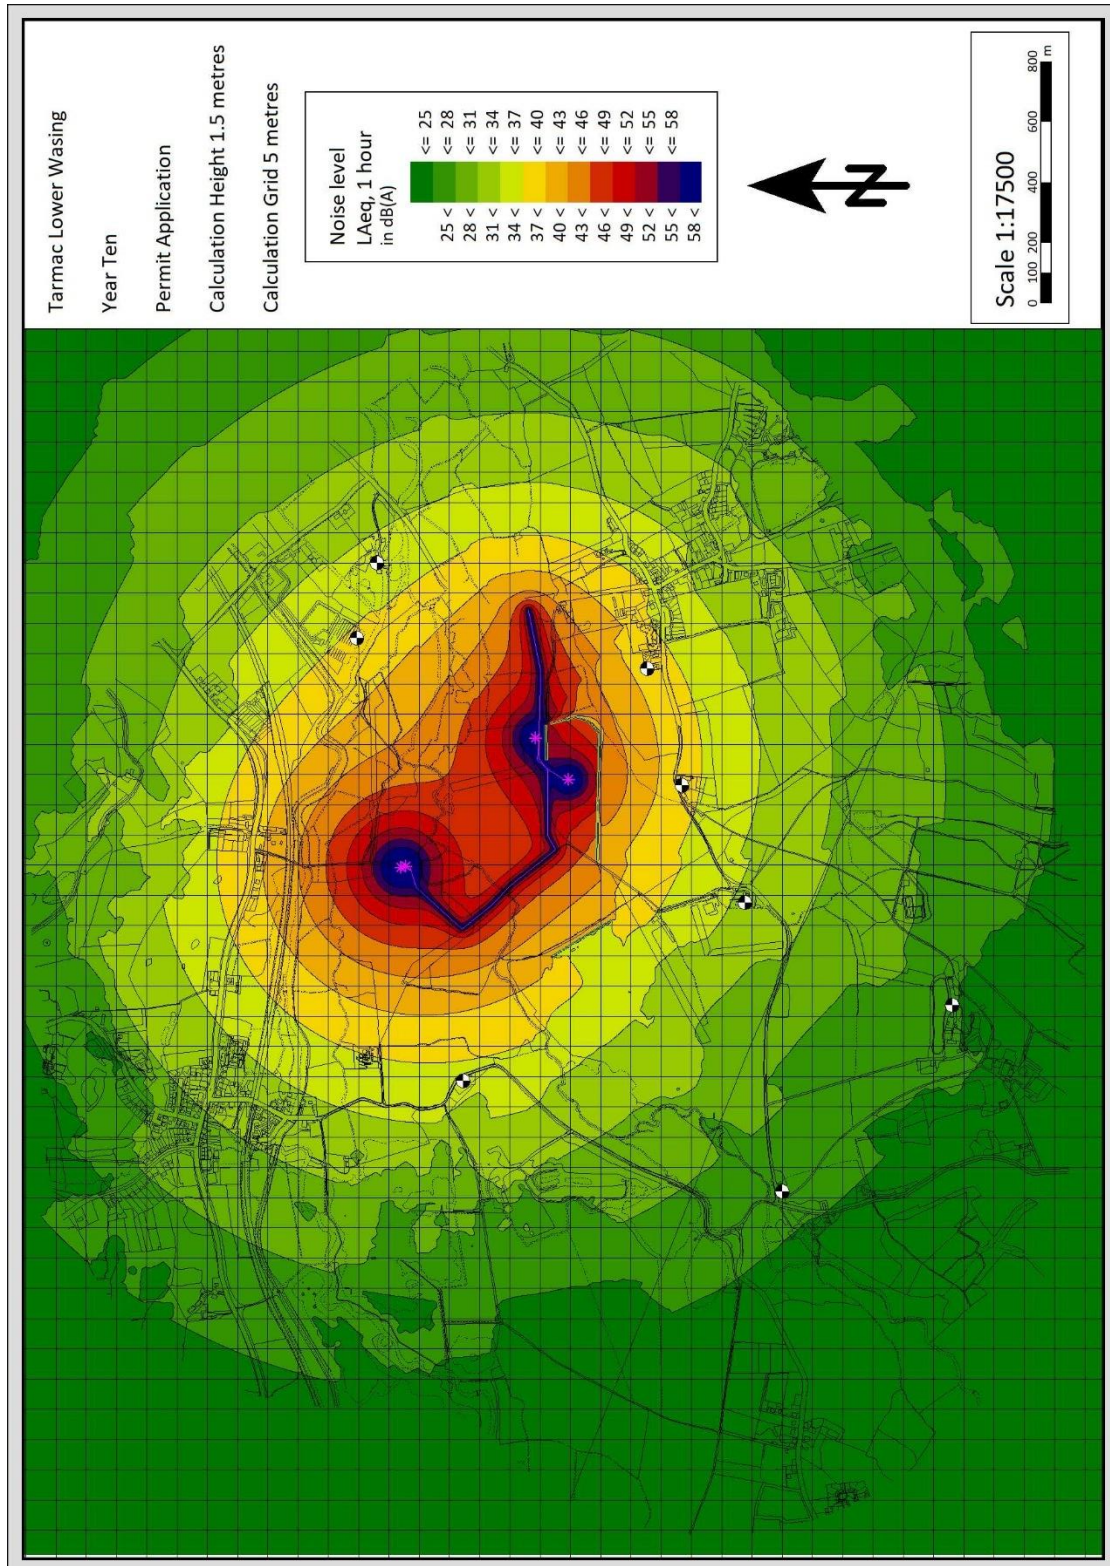 Tarmac Lower Wasing
Year Ten
Permit Application
Calculation Height 1.5 metres
Calculation Grid 5 metres
Noise level
LAeq, 1 hour
in dB(A)
<= 25
25 < <= 28
28 < <= 31
31 < <= 34
34 < <= 37
37 < <= 40
40 < <= 43
43 < <= 46
46 < <= 49
49 < <= 52
52 < <= 55
55 < <= 58
58 <
N
Scale 1:17500
0 100 200 400 600 800
m